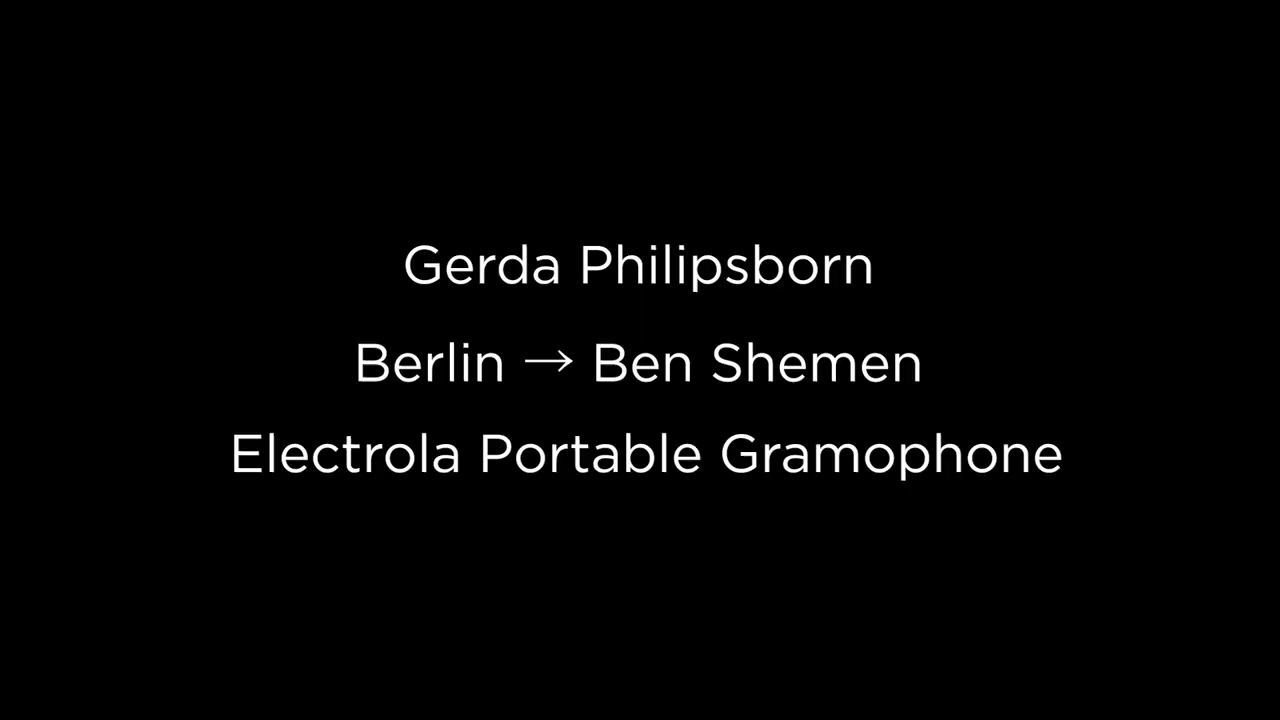 Gerda Philipsborn
Berlin → Ben Shemen
Electrola Portable Gramophone